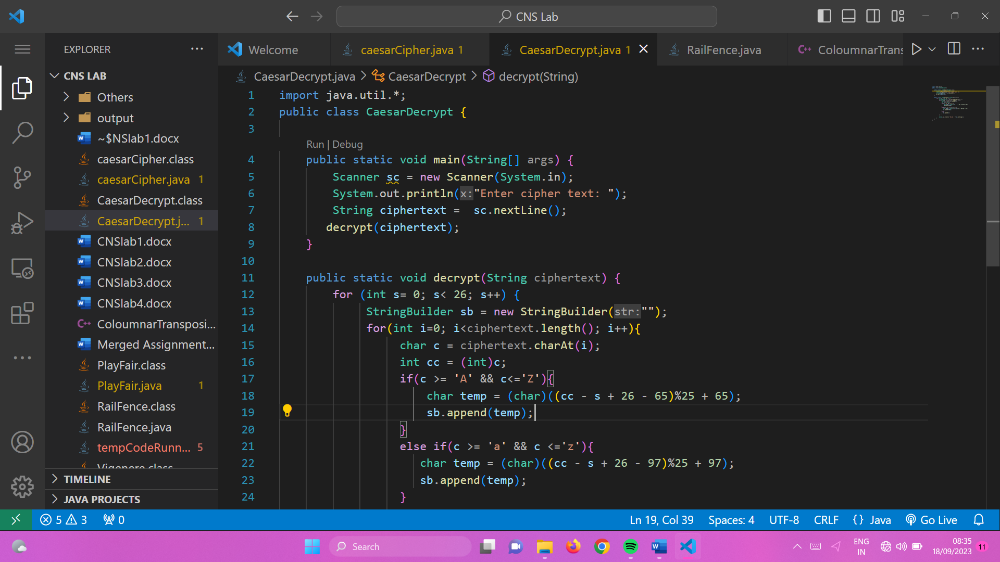 CNS Lab
EXPLORER
Welcome
caesarCipher.java 1
CaesarDecrypt.java 1
RailFence.java
C++ ColoumnarTrans
CNS LAB
Others
output
~$NSlab1.docx
caesarCipher.class
caesarCipher.java 1
CaesarDecrypt.class
CaesarDecrypt.j... 1
CNSlab1.docx
CNSlab2.docx
CNSlab3.docx
CNSlab4.docx
C++ ColoumnarTransposi...
Merged Assignment...
PlayFair.class
PlayFair.java 1
RailFence.class
RailFence.java
tempCodeRunn... 5
Vigenere.class
TIMELINE
JAVA PROJECTS
CaesarDecrypt.java > CaesarDecrypt > decrypt(String)
1 import java.util.*;
2 public class CaesarDecrypt {
3
Run | Debug
4 public static void main(String[] args) {
5 Scanner sc = new Scanner(System.in);
6 System.out.println(x:"Enter cipher text: ");
7 String ciphertext =  sc.nextLine();
8 decrypt(ciphertext);
9 }
10
11 public static void decrypt(String ciphertext) {
12 for (int s= 0; s< 26; s++) {
13 StringBuilder sb = new StringBuilder(str:"");
14 for(int i=0; i<ciphertext.length(); i++){
15 char c = ciphertext.charAt(i);
16 int cc = (int)c;
17 if(c >= 'A' && c<='Z'){
18 char temp = (char)((cc - s + 26 - 65)%25 + 65);
19 sb.append(temp);
20 }
21 else if(c >= 'a' && c <='z'){
22 char temp = (char)((cc - s + 26 - 97)%25 + 97);
23 sb.append(temp);
24 }
5 3 0
Ln 19, Col 39 Spaces: 4 UTF-8 CRLF {} Java Go Live
Search
ENG
IN
08:35
18/09/2023
11